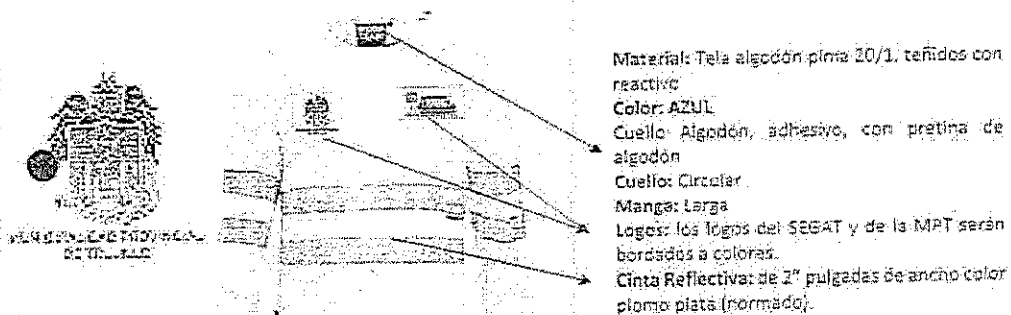 Material: Tela algodón pima 20/1, teñidos con
reactivo
Color: AZUL
Cuello Algodón, adhesivo, con pretina de
algodón
Cuello: Circular
Manga: Larga
Logos: los logos del SEGAT y de la MPT serán
bordados a colores.
Cinta Reflectiva: de 2" pulgadas de ancho color
plomo plata (normado).